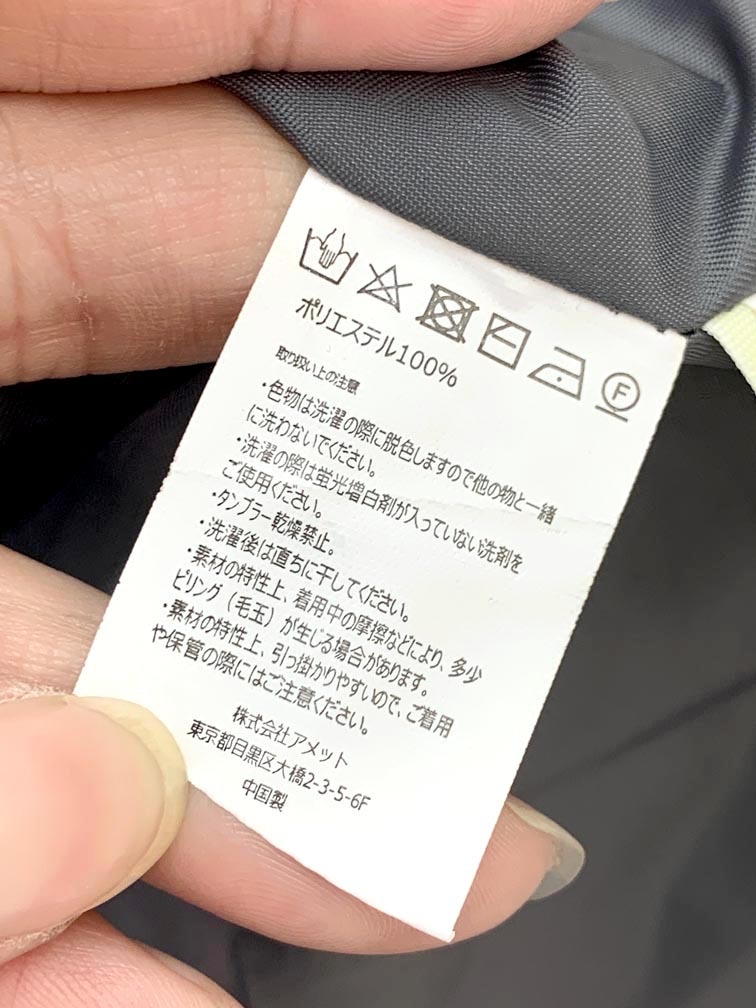 F
ポリエステル100%
取り扱い上の注意
・色物は洗濯の際に脱色しますので他の物と一緒
に洗わないでください。
・洗濯の際は蛍光増白剤が入っていない洗剤を
ご使用ください。
・タンブラー乾燥禁止。
・洗濯後は直ちに干してください。
・素材の特性上、着用中の摩擦などにより、多少
ピリング（毛玉）が生じる場合があります。
・素材の特性上、引っ掛かりやすいので、ご着用
や保管の際にはご注意ください。
株式会社アメット
東京都目黒区大橋2-3-5-6F
中国製